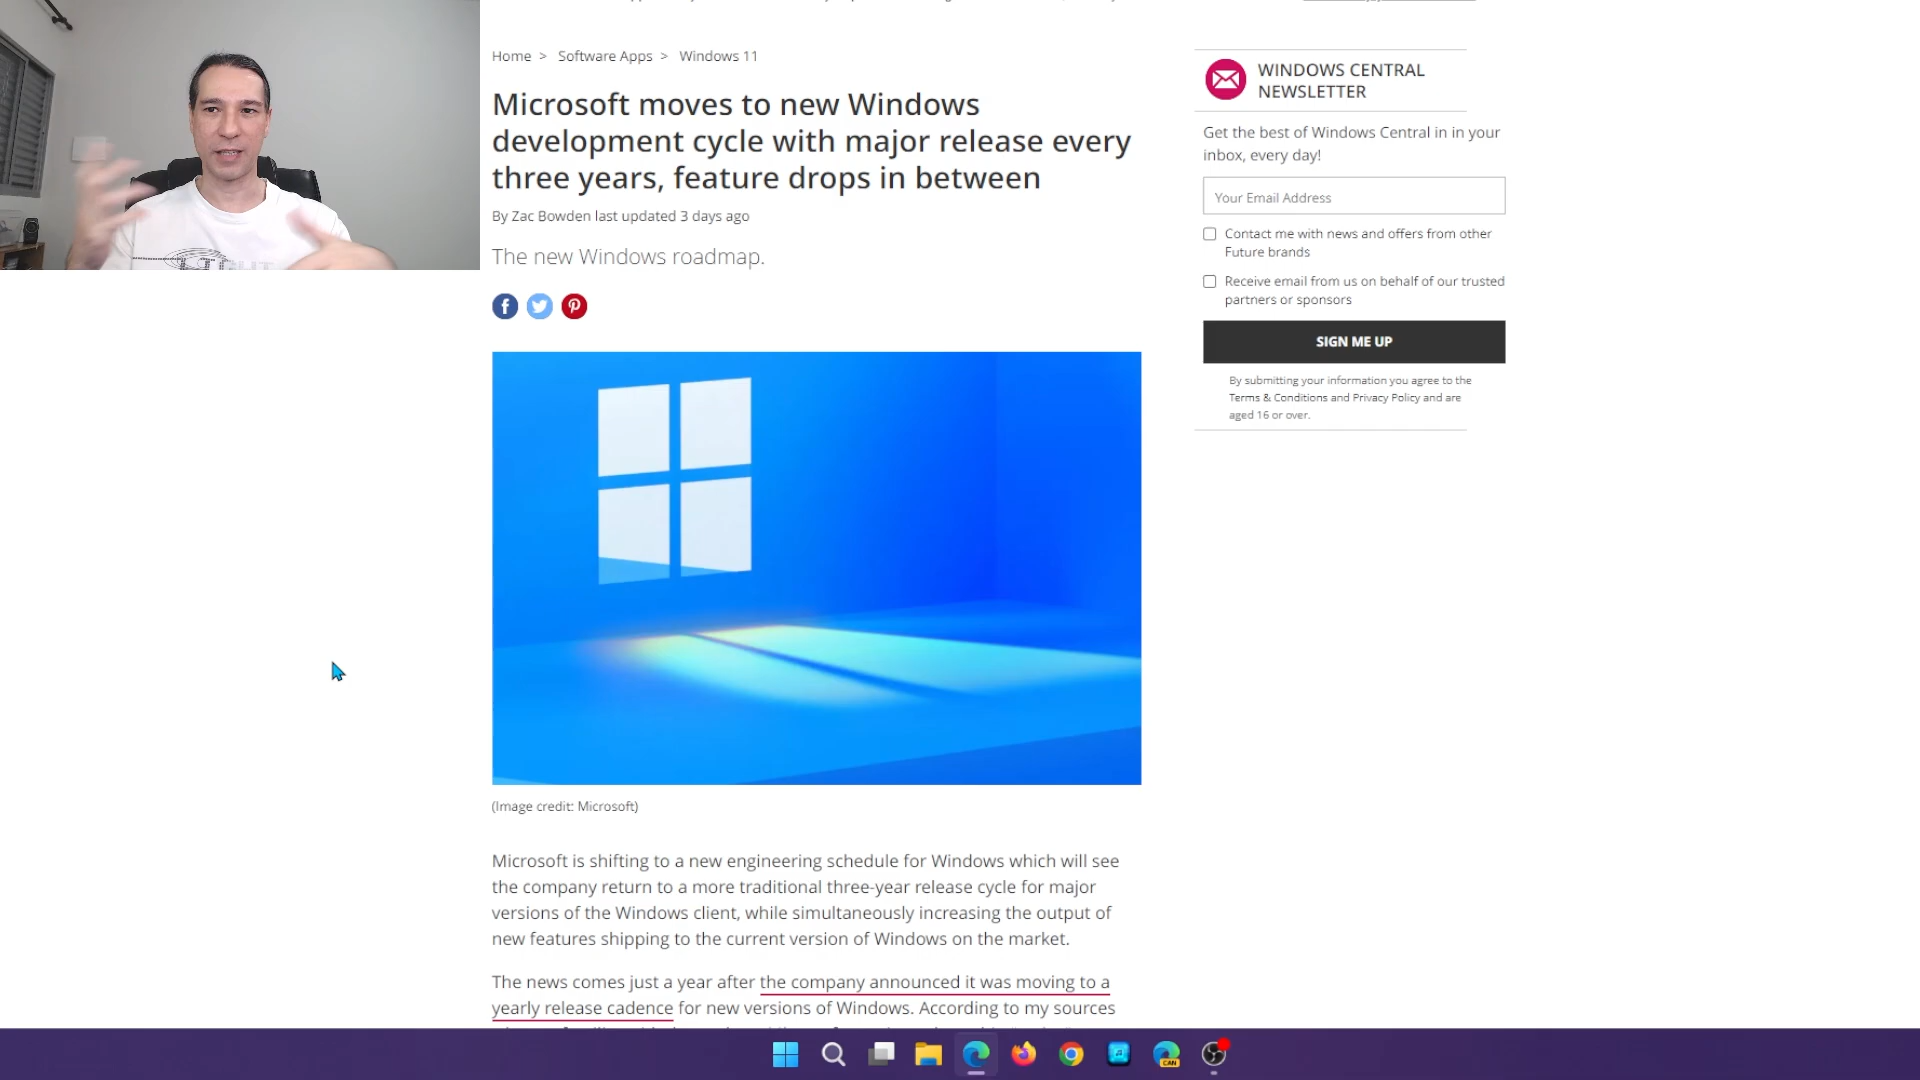 Home > Software Apps > Windows 11
Microsoft moves to new Windows
development cycle with major release every
three years, feature drops in between
By Zac Bowden last updated 3 days ago
The new Windows roadmap.
(Image credit: Microsoft)
Microsoft is shifting to a new engineering schedule for Windows which will see
the company return to a more traditional three-year release cycle for major
versions of the Windows client, while simultaneously increasing the output of
new features shipping to the current version of Windows on the market.
The news comes just a year after the company announced it was moving to a
yearly release cadence for new versions of Windows. According to my sources
WINDOWS CENTRAL
NEWSLETTER
Get the best of Windows Central in in your
inbox, every day!
Your Email Address
Contact me with news and offers from other
Future brands
Receive email from us on behalf of our trusted
partners or sponsors
SIGN ME UP
By submitting your information you agree to the
Terms & Conditions and Privacy Policy and are
aged 16 or over.
CAN